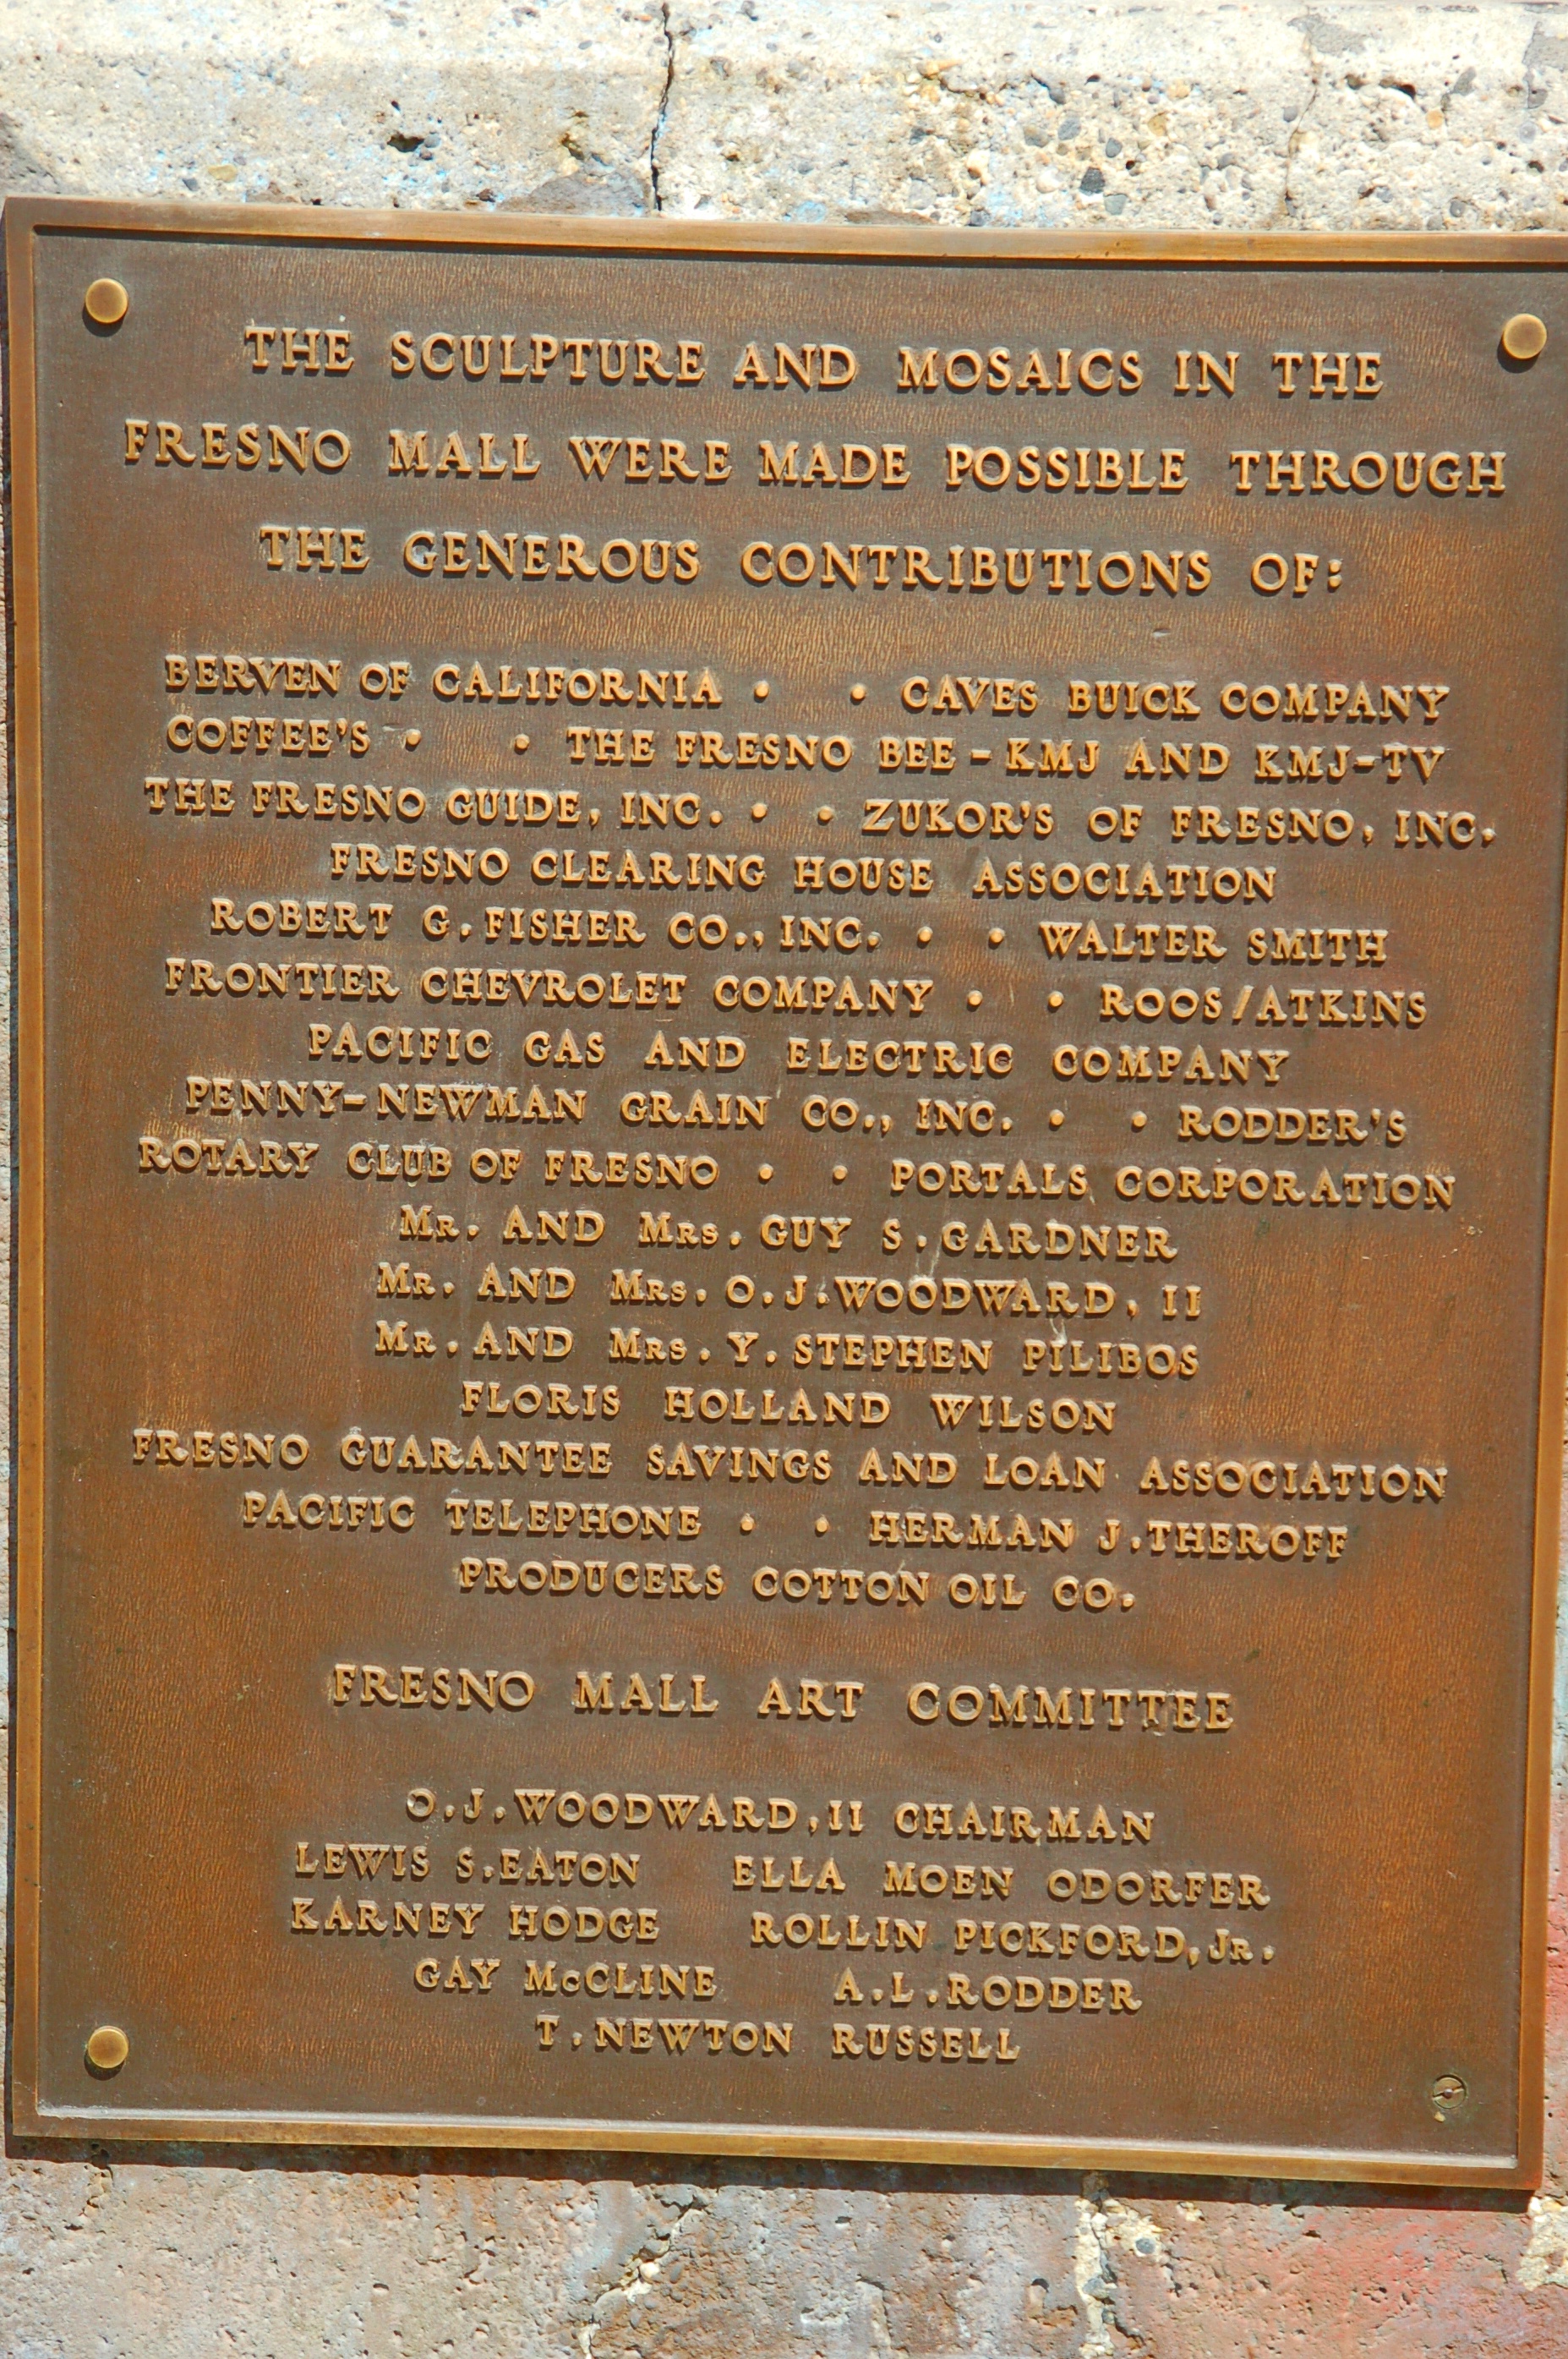 THE SCULPTURE AND MOSAICS IN THE
FRESNO MALL WERE MADE POSSIBLE THROUGH
THE GENEROUS CONTRIBUTIONS OF:
BERVEN OF CALIFORNIA • • CAVES BUICK COMPANY
COFFEE'S • • THE FRESNO BEE - KMJ AND KMJ-TV
THE FRESNO GUIDE, INC. • • ZUKOR'S OF FRESNO, INC.
FRESNO CLEARING HOUSE ASSOCIATION
ROBERT G. FISHER CO., INC. • • WALTER SMITH
FRONTIER CHEVROLET COMPANY • • ROOS/ATKINS
PACIFIC GAS AND ELECTRIC COMPANY
PENNY-NEWMAN GRAIN CO., INC. • • RODDER'S
ROTARY CLUB OF FRESNO • • PORTALS CORPORATION
MR. AND MRS. GUY S. GARDNER
MR. AND MRS. O.J. WOODWARD, II
MR. AND MRS. Y. STEPHEN PILIBOS
FLORIS HOLLAND WILSON
FRESNO GUARANTEE SAVINGS AND LOAN ASSOCIATION
PACIFIC TELEPHONE • • HERMAN J. THEROFF
PRODUCERS COTTON OIL CO.
FRESNO MALL ART COMMITTEE
O.J. WOODWARD, II CHAIRMAN
LEWIS S. EATON ELLA MOEN ODORFER
KARNEY HODGE ROLLIN PICKFORD, JR.
GAY McCLINE A.L. RODDER
T. NEWTON RUSSELL